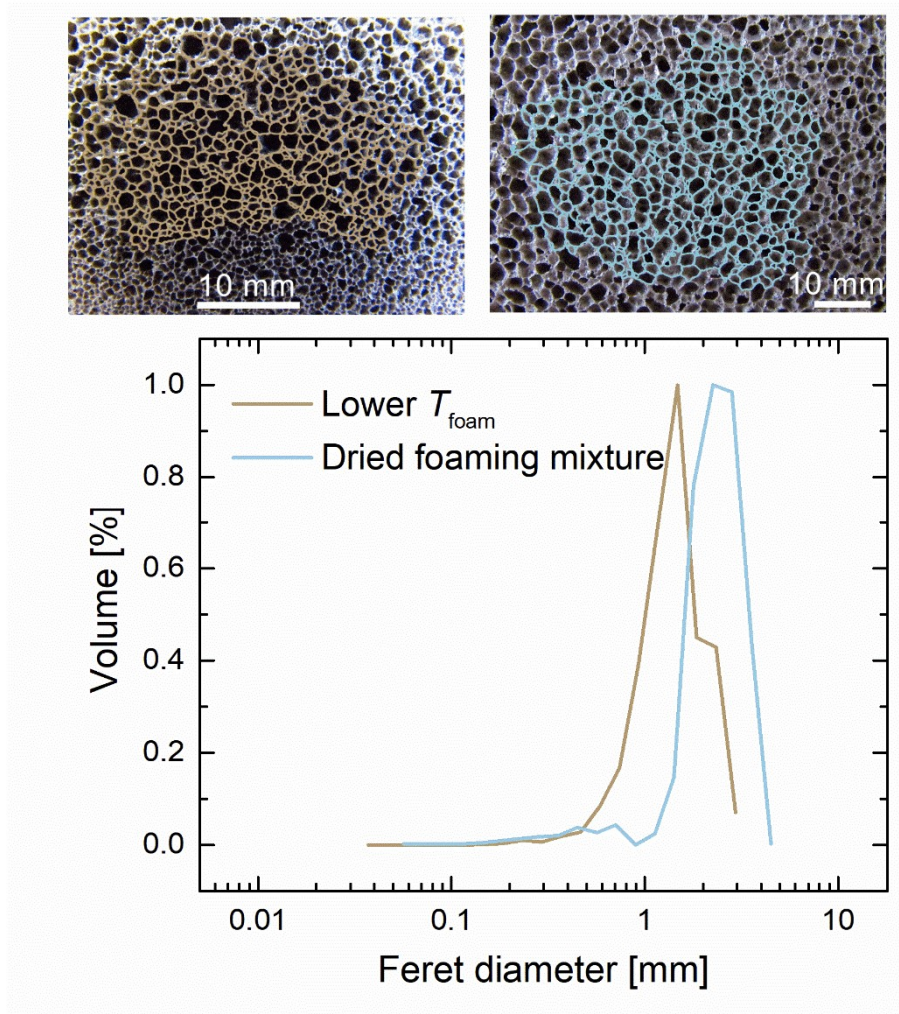 10 mm
10 mm
1.0
0.8
0.6
0.4
0.2
0.0
Volume [%]
Lower T_foam
Dried foaming mixture
0.01 0.1 1 10
Feret diameter [mm]